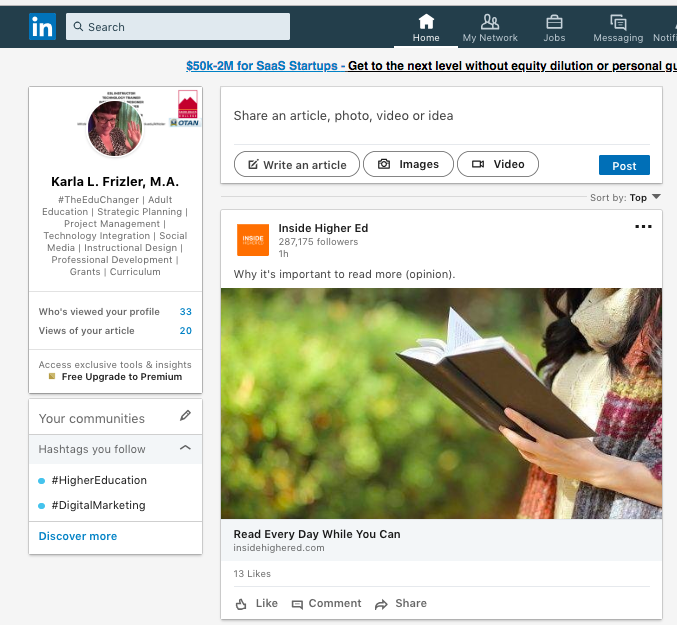 in
Search
Home
My Network
Jobs
Messaging
Notifi
$50k-2M for SaaS Startups - Get to the next level without equity dilution or personal gu
OTAN
Karla L. Frizler, M.A.
#TheEduChanger | Adult
Education | Strategic Planning |
Project Management |
Technology Integration | Social
Media | Instructional Design |
Professional Development |
Grants | Curriculum
Who's viewed your profile 33
Views of your article 20
Access exclusive tools & insights
Free Upgrade to Premium
Your communities
Hashtags you follow
#HigherEducation
#DigitalMarketing
Discover more
Share an article, photo, video or idea
Write an article
Images
Video
Post
Sort by: Top
INSIDE
HIGHER ED
Inside Higher Ed
287,175 followers
1h
Why it's important to read more (opinion).
Read Every Day While You Can
insidehighered.com
13 Likes
Like
Comment
Share